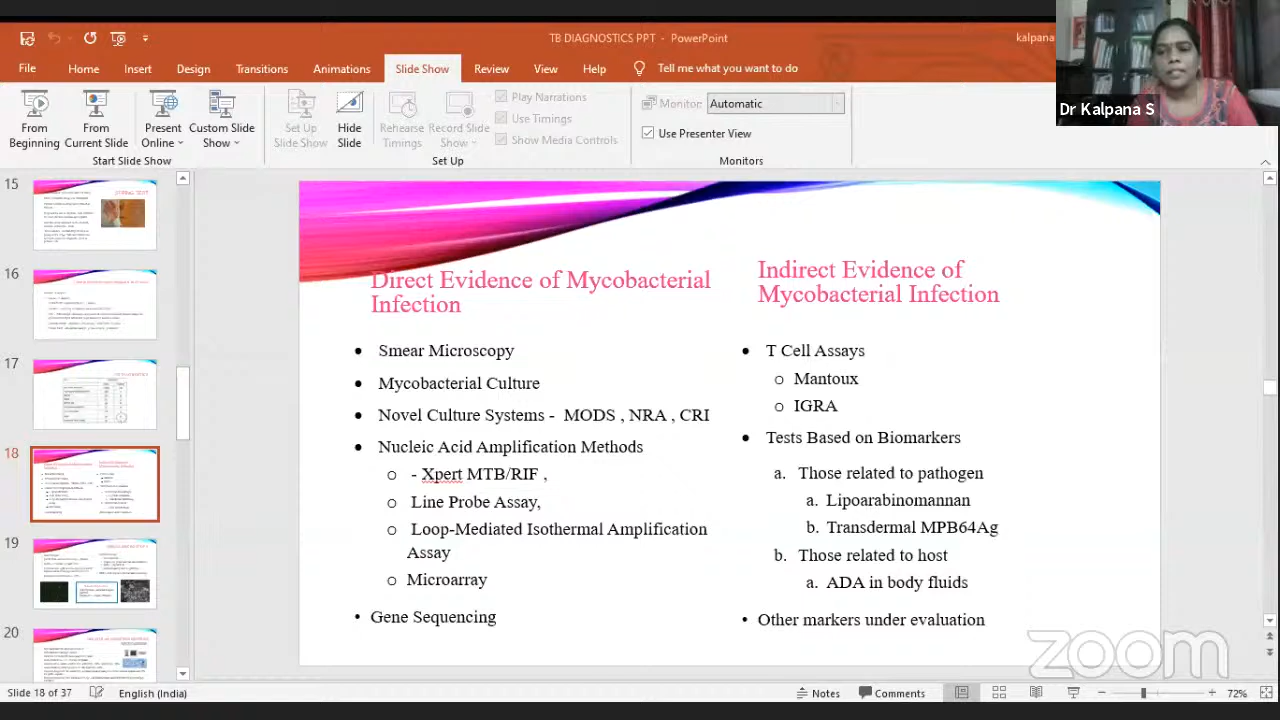 TB DIAGNOSTICS PPT - PowerPoint
kalpana
File Home Insert Design Transitions Animations Slide Show Review View Help Tell me what you want to do
From Beginning
From Current Slide
Present Online
Custom Slide Show
Start Slide Show
Set Up Slide Show
Hide Slide
Rehearse Timings
Record Slide Show
Play Narrations
Use Timings
Show Media Controls
Set Up
Monitor: Automatic
Use Presenter View
Monitors
Dr Kalpana S
15
16
17
18
19
20
Direct Evidence of Mycobacterial
Infection
• Smear Microscopy
• Mycobacterial Culture
• Novel Culture Systems - MODS , NRA , CRI
• Nucleic Acid Amplification Methods
o Xpert MTB/RIF
o Line Probe Assay,
o Loop-Mediated Isothermal Amplification
Assay
o Microarray
• Gene Sequencing
Indirect Evidence of
Mycobacterial Infection
• T Cell Assays
o Mantoux
o IGRA
• Tests Based on Biomarkers
a. Those related to pathogen
a. Lipoarabinomannan
b. Transdermal MPB64Ag
b. Those related to host
a. ADA in body fluids
• Other markers under evaluation
zoom
Slide 18 of 37 English (India) Notes Comments 72%